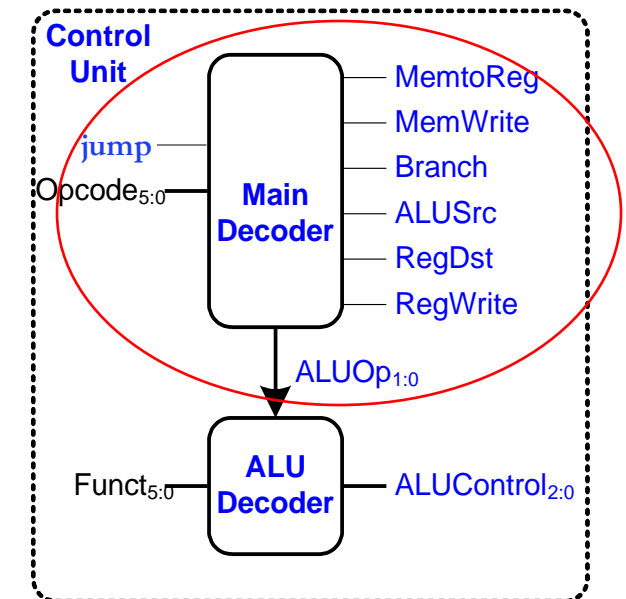 Control
Unit
MemtoReg
MemWrite
jump
Branch
Opcode5:0
Main
Decoder
ALUSrc
RegDst
RegWrite
ALUOp1:0
ALU
Decoder
Funct5:0
ALUControl2:0